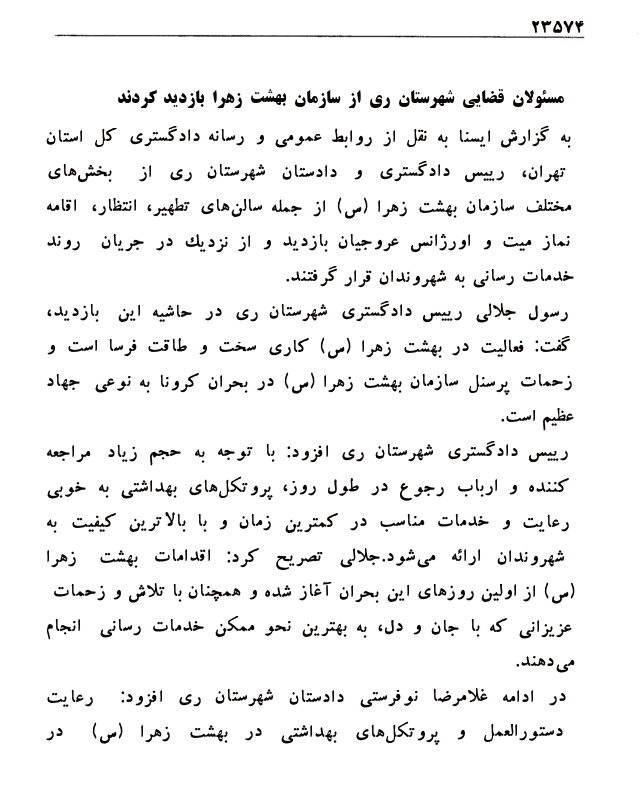 ۲۳۵۷۴
مسئولان قضایی شهرستان ری از سازمان بهشت زهرا بازدید کردند
به گزارش ایسنا به نقل از روابط عمومی و رسانه دادگستری کل استان
تهران، رییس دادگستری و دادستان شهرستان ری از بخش‌های
مختلف سازمان بهشت زهرا (س) از جمله سالن‌های تطهیر، انتظار، اقامه
نماز میت و اورژانس عروجیان بازدید و از نزدیك در جریان روند
خدمات رسانی به شهروندان قرار گرفتند.
رسول جلالی رییس دادگستری شهرستان ری در حاشیه این بازدید،
گفت: فعالیت در بهشت زهرا (س) کاری سخت و طاقت فرسا است و
زحمات پرسنل سازمان بهشت زهرا (س) در بحران کرونا به نوعی جهاد
عظیم است.
رییس دادگستری شهرستان ری افزود: با توجه به حجم زیاد مراجعه
کننده و ارباب رجوع در طول روز، پروتکل‌های بهداشتی به خوبی
رعایت و خدمات مناسب در کمترین زمان و با بالاترین کیفیت به
شهروندان ارائه می‌شود.جلالی تصریح کرد: اقدامات بهشت زهرا
(س) از اولین روزهای این بحران آغاز شده و همچنان با تلاش و زحمات
عزیزانی که با جان و دل، به بهترین نحو ممکن خدمات رسانی انجام
می‌دهند.
در ادامه غلامرضا نوفرستی دادستان شهرستان ری افزود: رعایت
دستورالعمل و پروتکل‌های بهداشتی در بهشت زهرا (س) در